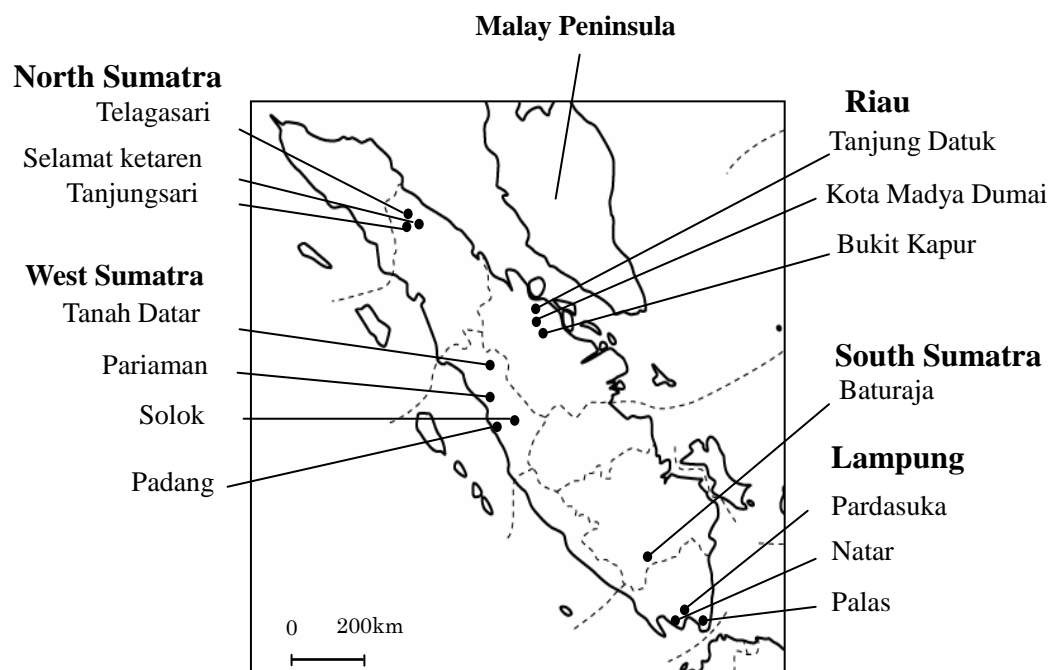 Malay Peninsula
North Sumatra
Telagasari
Selamat ketaren
Tanjungsari
West Sumatra
Tanah Datar
Pariaman
Solok
Padang
Riau
Tanjung Datuk
Kota Madya Dumai
Bukit Kapur
South Sumatra
Baturaja
Lampung
Pardasuka
Natar
Palas
0 200km